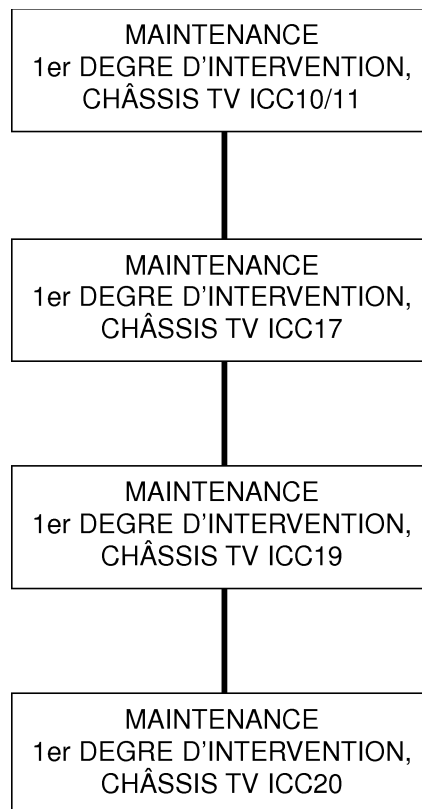 MAINTENANCE
1er DEGRE D'INTERVENTION,
CHÂSSIS TV ICC10/11
MAINTENANCE
1er DEGRE D'INTERVENTION,
CHÂSSIS TV ICC17
MAINTENANCE
1er DEGRE D'INTERVENTION,
CHÂSSIS TV ICC19
MAINTENANCE
1er DEGRE D'INTERVENTION,
CHÂSSIS TV ICC20